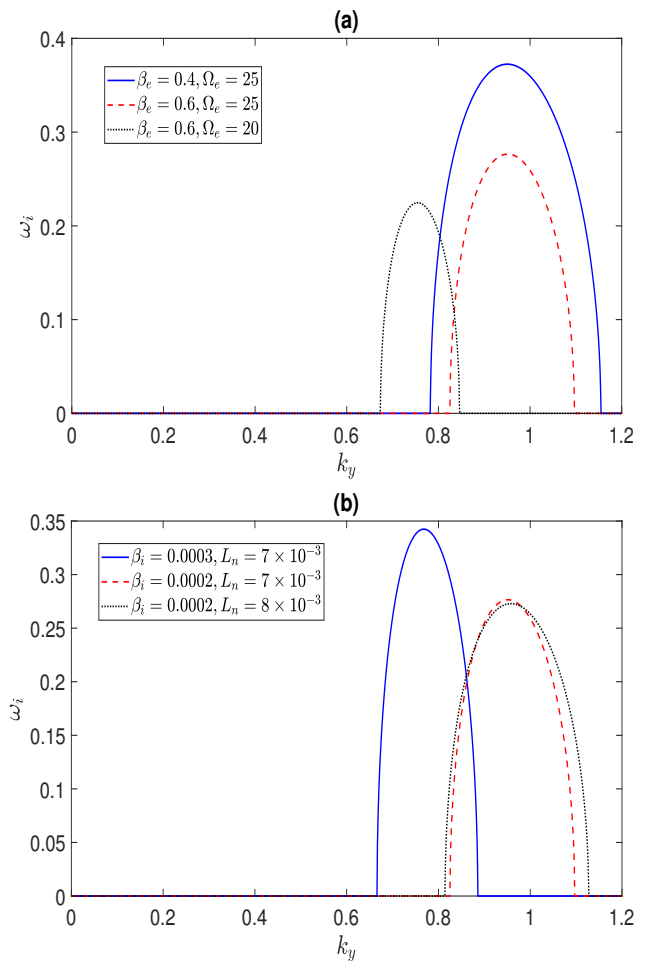 (a)
0.4
0.3
0.2
0.1
0
ω_i
β_e = 0.4, Ω_e = 25
β_e = 0.6, Ω_e = 25
β_e = 0.6, Ω_e = 20
0 0.2 0.4 0.6 0.8 1 1.2
k_y
(b)
0.35
0.3
0.25
0.2
0.15
0.1
0.05
0
ω_i
β_i = 0.0003, L_n = 7 × 10⁻³
β_i = 0.0002, L_n = 7 × 10⁻³
β_i = 0.0002, L_n = 8 × 10⁻³
0 0.2 0.4 0.6 0.8 1 1.2
k_y